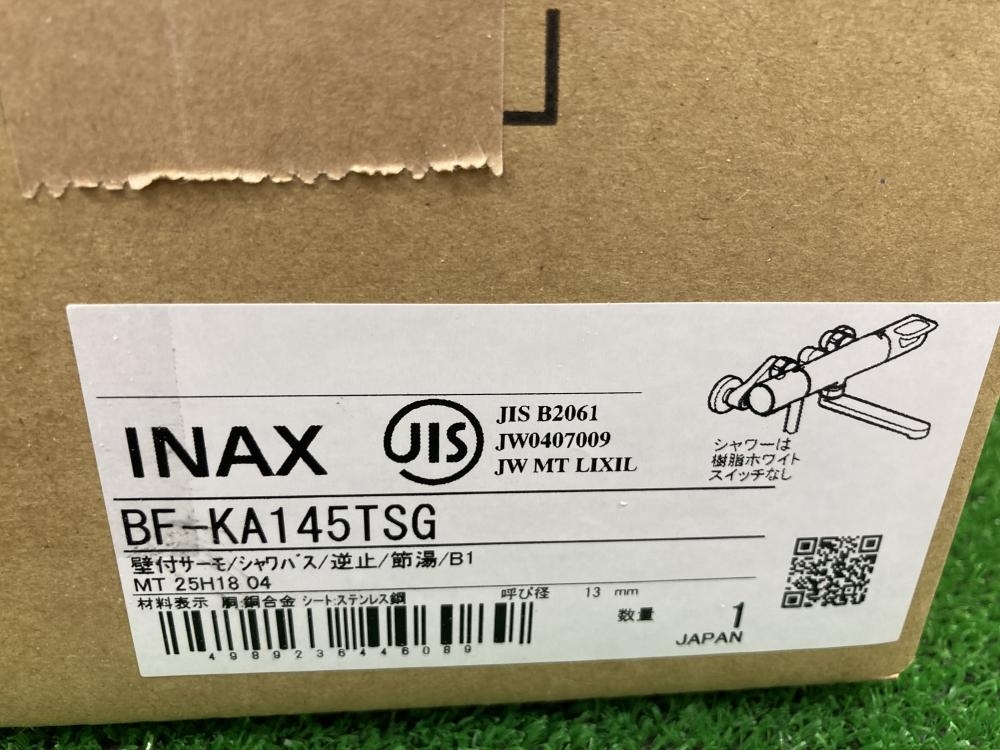 シャワーは
樹脂ホワイト
スイッチなし
INAX
JIS
JIS B2061
JW0407009
JW MT LIXIL
BF-KA145TSG
壁付サーモ/シャワバス/逆止/節湯/B1
MT 25H18 04
材料表示 胴:銅合金 シート:ステンレス鋼 呼び径 13 mm
数量 1
JAPAN
4989236446089